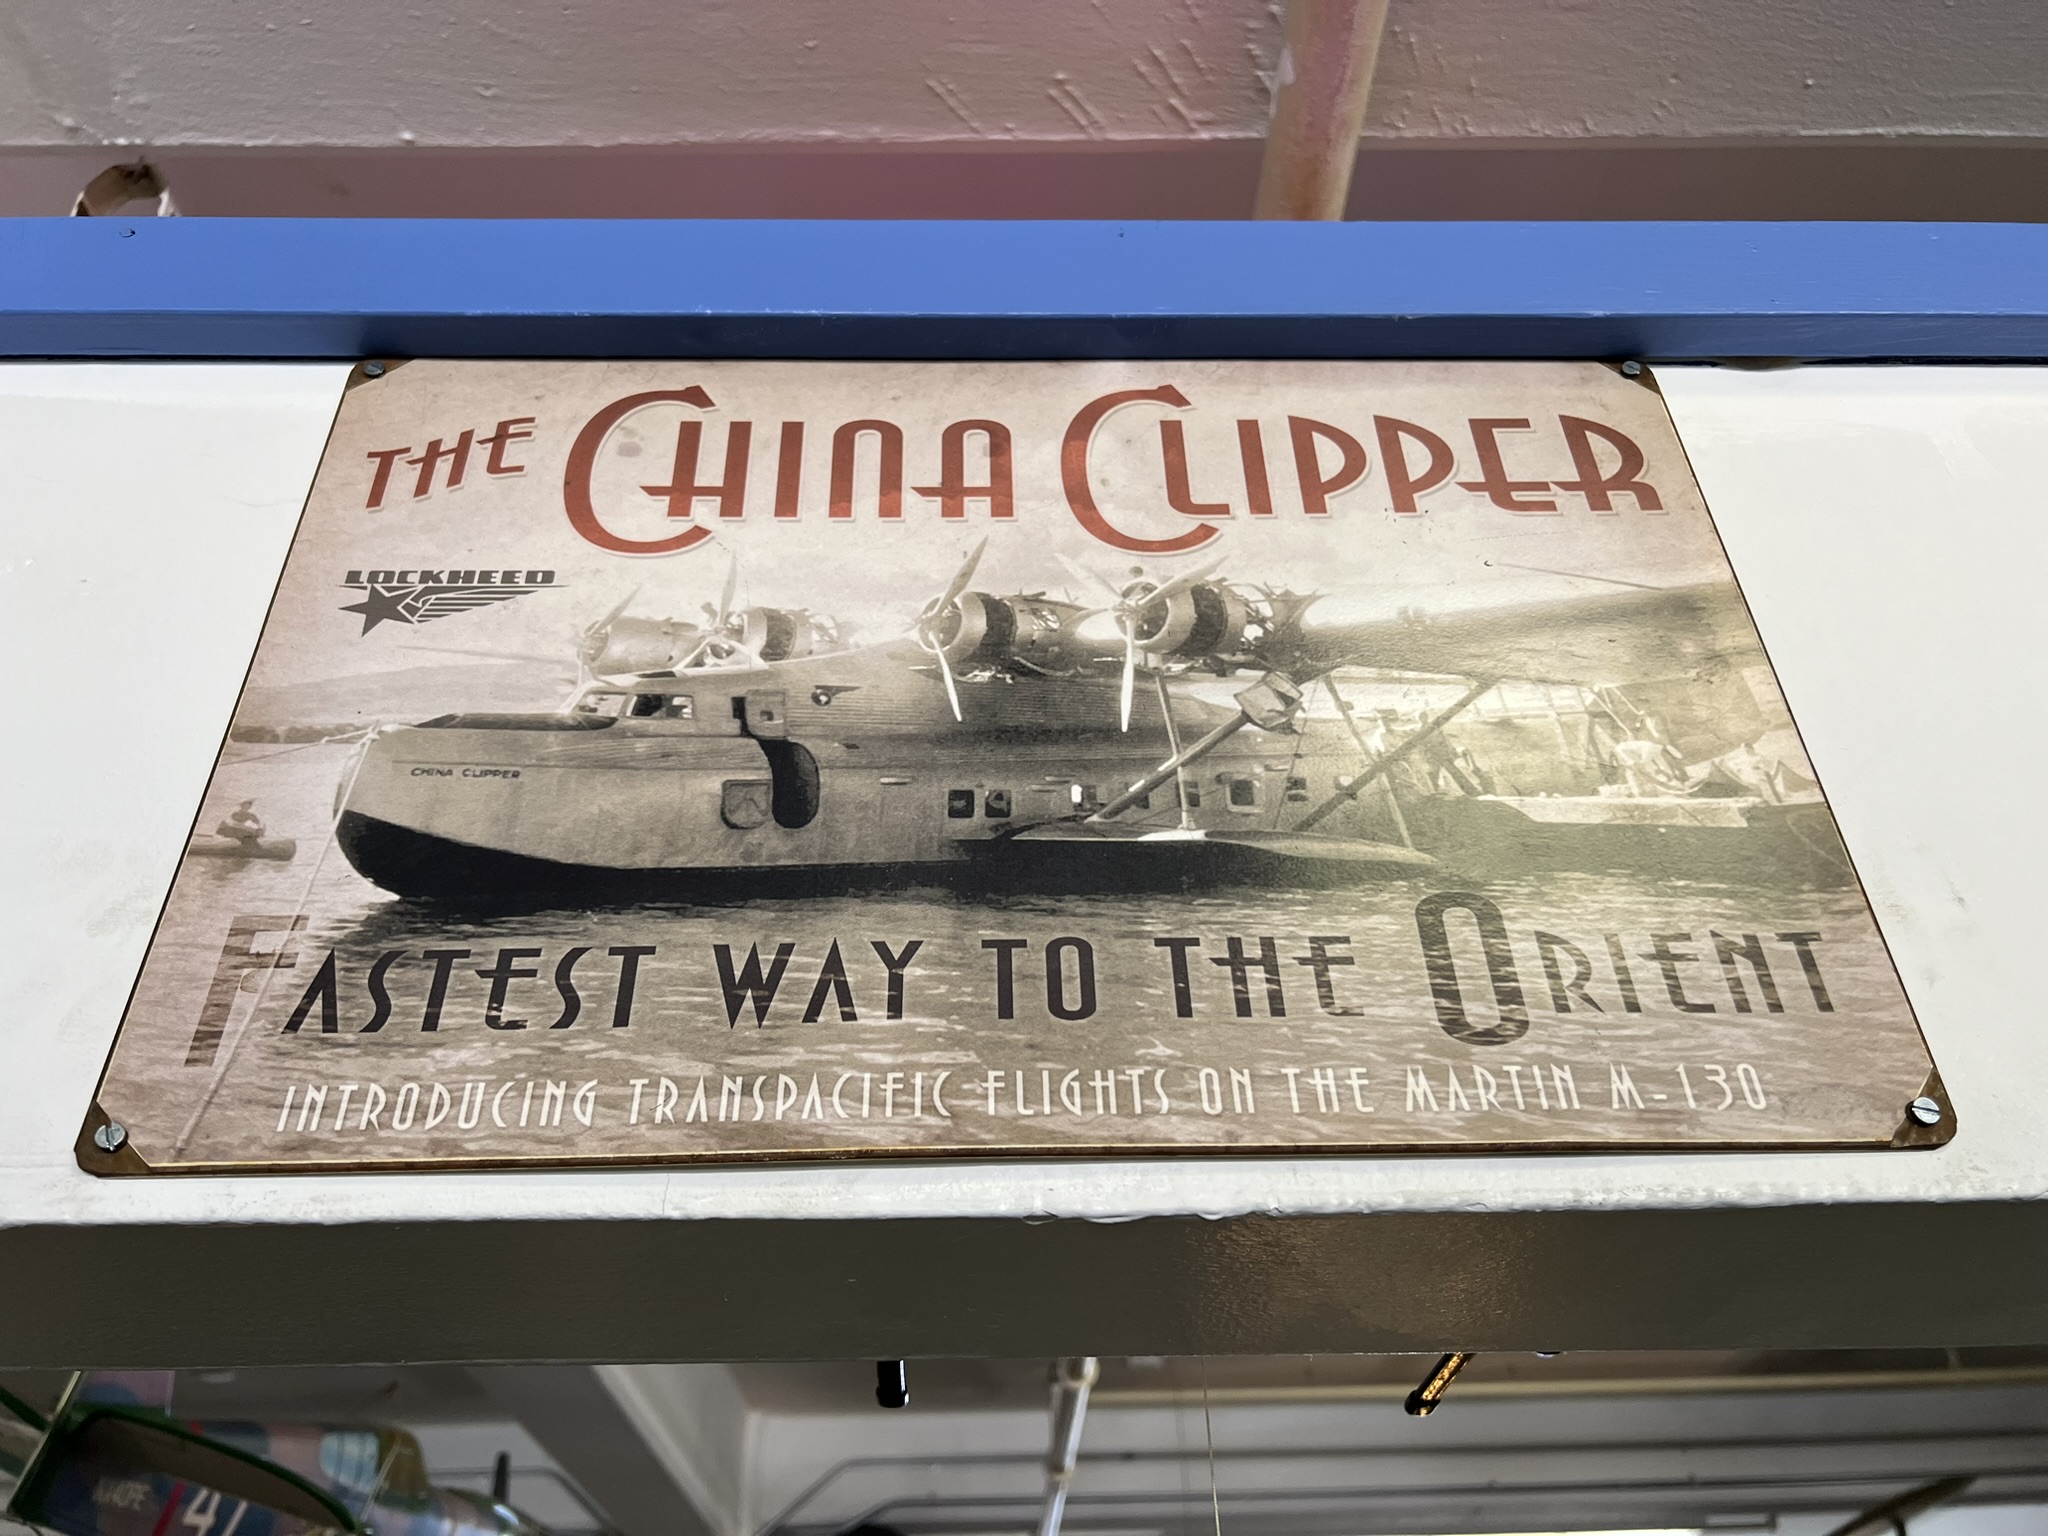 THE CHINA CLIPPER
LOCKHEED
CHINA CLIPPER
FASTEST WAY TO THE ORIENT
INTRODUCING TRANSPACIFIC FLIGHTS ON THE MARTIN M-130